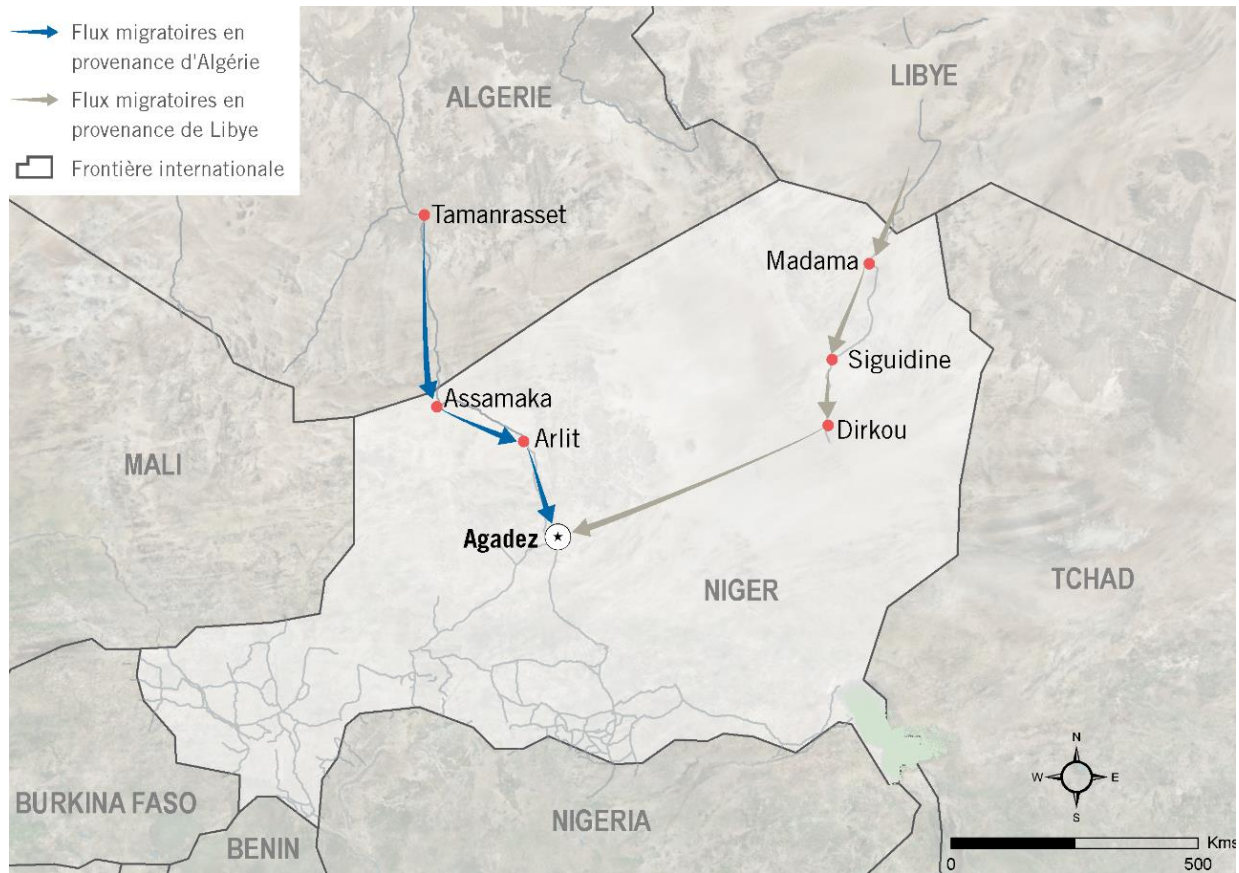 Flux migratoires en
provenance d'Algérie
Flux migratoires en
provenance de Libye
Frontière internationale
LIBYE
ALGERIE
Tamanrasset
Madama
Siguidine
Assamaka
Dirkou
Arlit
MALI
Agadez
NIGER
TCHAD
BURKINA FASO
NIGERIA
BENIN
N
W E
S
Kms
0 500